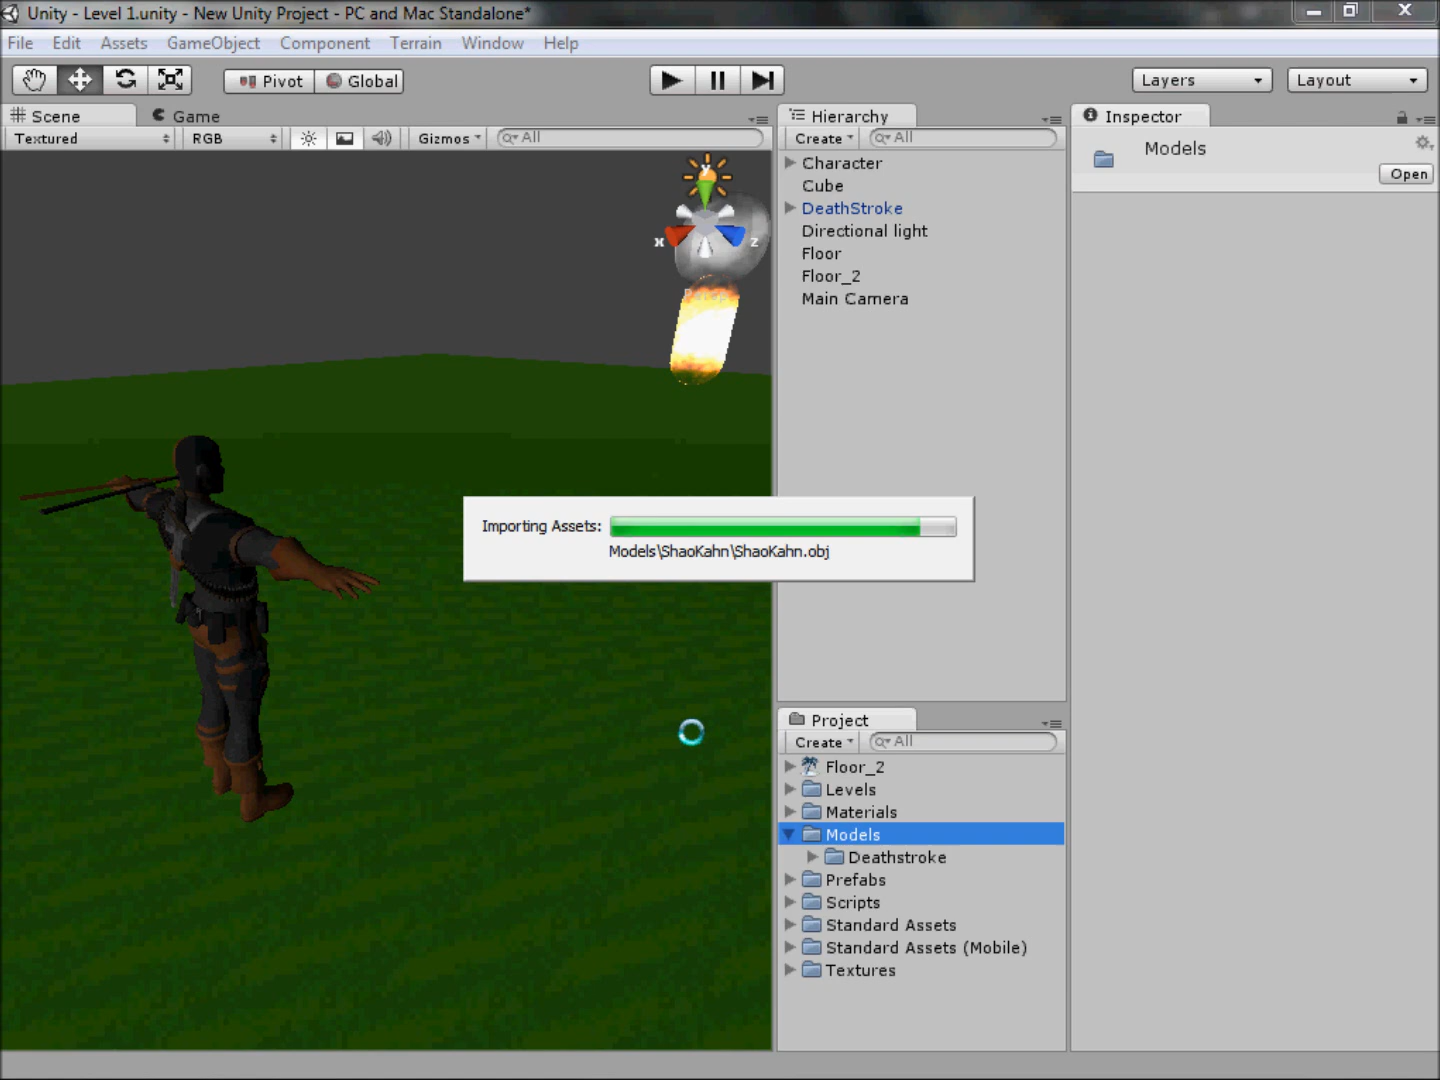 Unity - Level 1.unity - New Unity Project - PC and Mac Standalone*
File Edit Assets GameObject Component Terrain Window Help
Pivot Global Layers Layout
Scene Game
Textured RGB Gizmos All
y
x z
Persp
Hierarchy
Create All
Character
Cube
DeathStroke
Directional light
Floor
Floor_2
Main Camera
Inspector
Models
Open
Importing Assets:
Models\ShaoKahn\ShaoKahn.obj
Project
Create All
Floor_2
Levels
Materials
Models
Deathstroke
Prefabs
Scripts
Standard Assets
Standard Assets (Mobile)
Textures